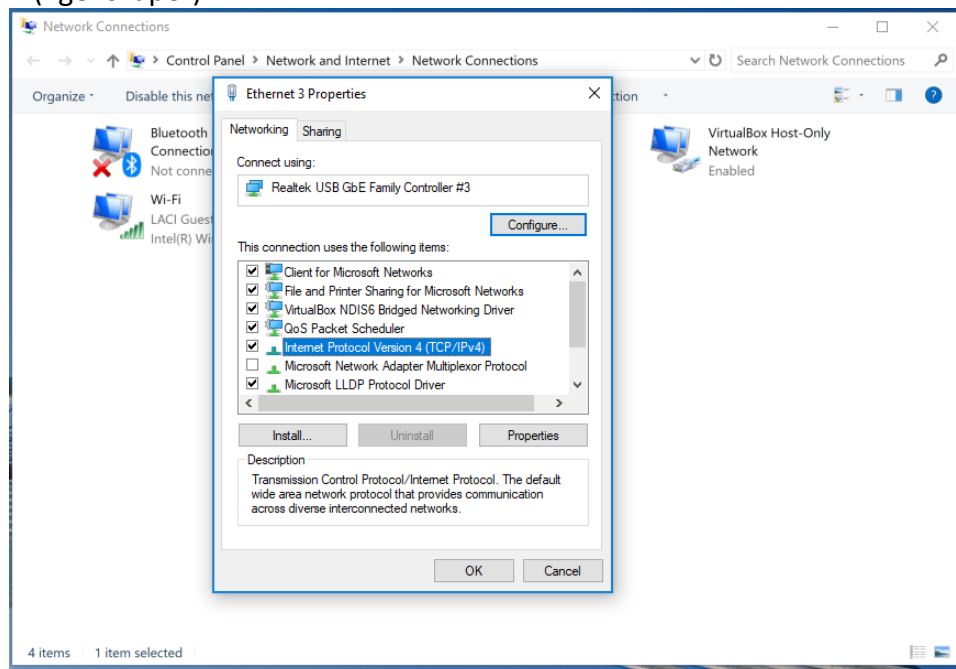 Network Connections
Control Panel > Network and Internet > Network Connections
Search Network Connections
Organize
Disable this net
ction
Bluetooth
Connection
Not conne
Wi-Fi
LACI Guest
Intel(R) Wi
VirtualBox Host-Only
Network
Enabled
Ethernet 3 Properties
Networking
Sharing
Connect using:
Realtek USB GbE Family Controller #3
Configure...
This connection uses the following items:
Client for Microsoft Networks
File and Printer Sharing for Microsoft Networks
VirtualBox NDIS6 Bridged Networking Driver
QoS Packet Scheduler
Internet Protocol Version 4 (TCP/IPv4)
Microsoft Network Adapter Multiplexor Protocol
Microsoft LLDP Protocol Driver
Install...
Uninstall
Properties
Description
Transmission Control Protocol/Internet Protocol. The default
wide area network protocol that provides communication
across diverse interconnected networks.
OK
Cancel
4 items
1 item selected